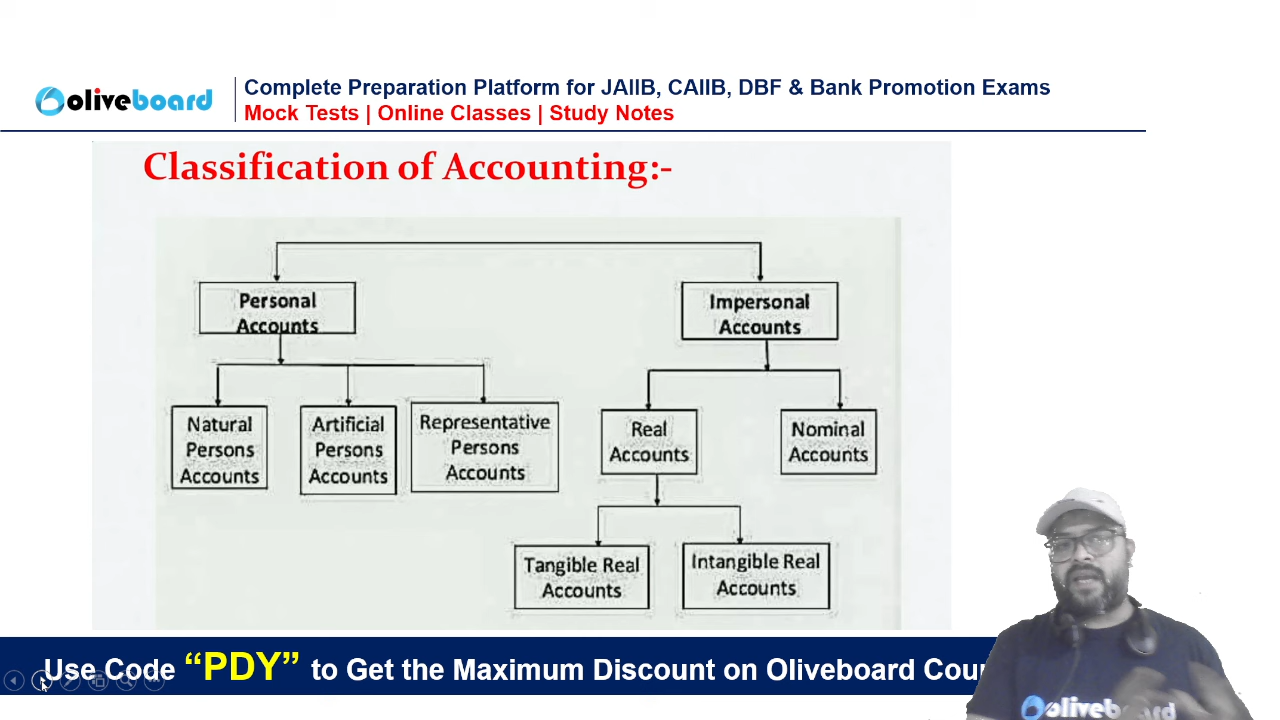 oliveboard
Complete Preparation Platform for JAIIB, CAIIB, DBF & Bank Promotion Exams
Mock Tests | Online Classes | Study Notes
Classification of Accounting:-
Personal
Accounts
Impersonal
Accounts
Natural
Persons
Accounts
Artificial
Persons
Accounts
Representative
Persons
Accounts
Real
Accounts
Nominal
Accounts
Tangible Real
Accounts
Intangible Real
Accounts
Use Code “PDY” to Get the Maximum Discount on Oliveboard Cou
oliveboard